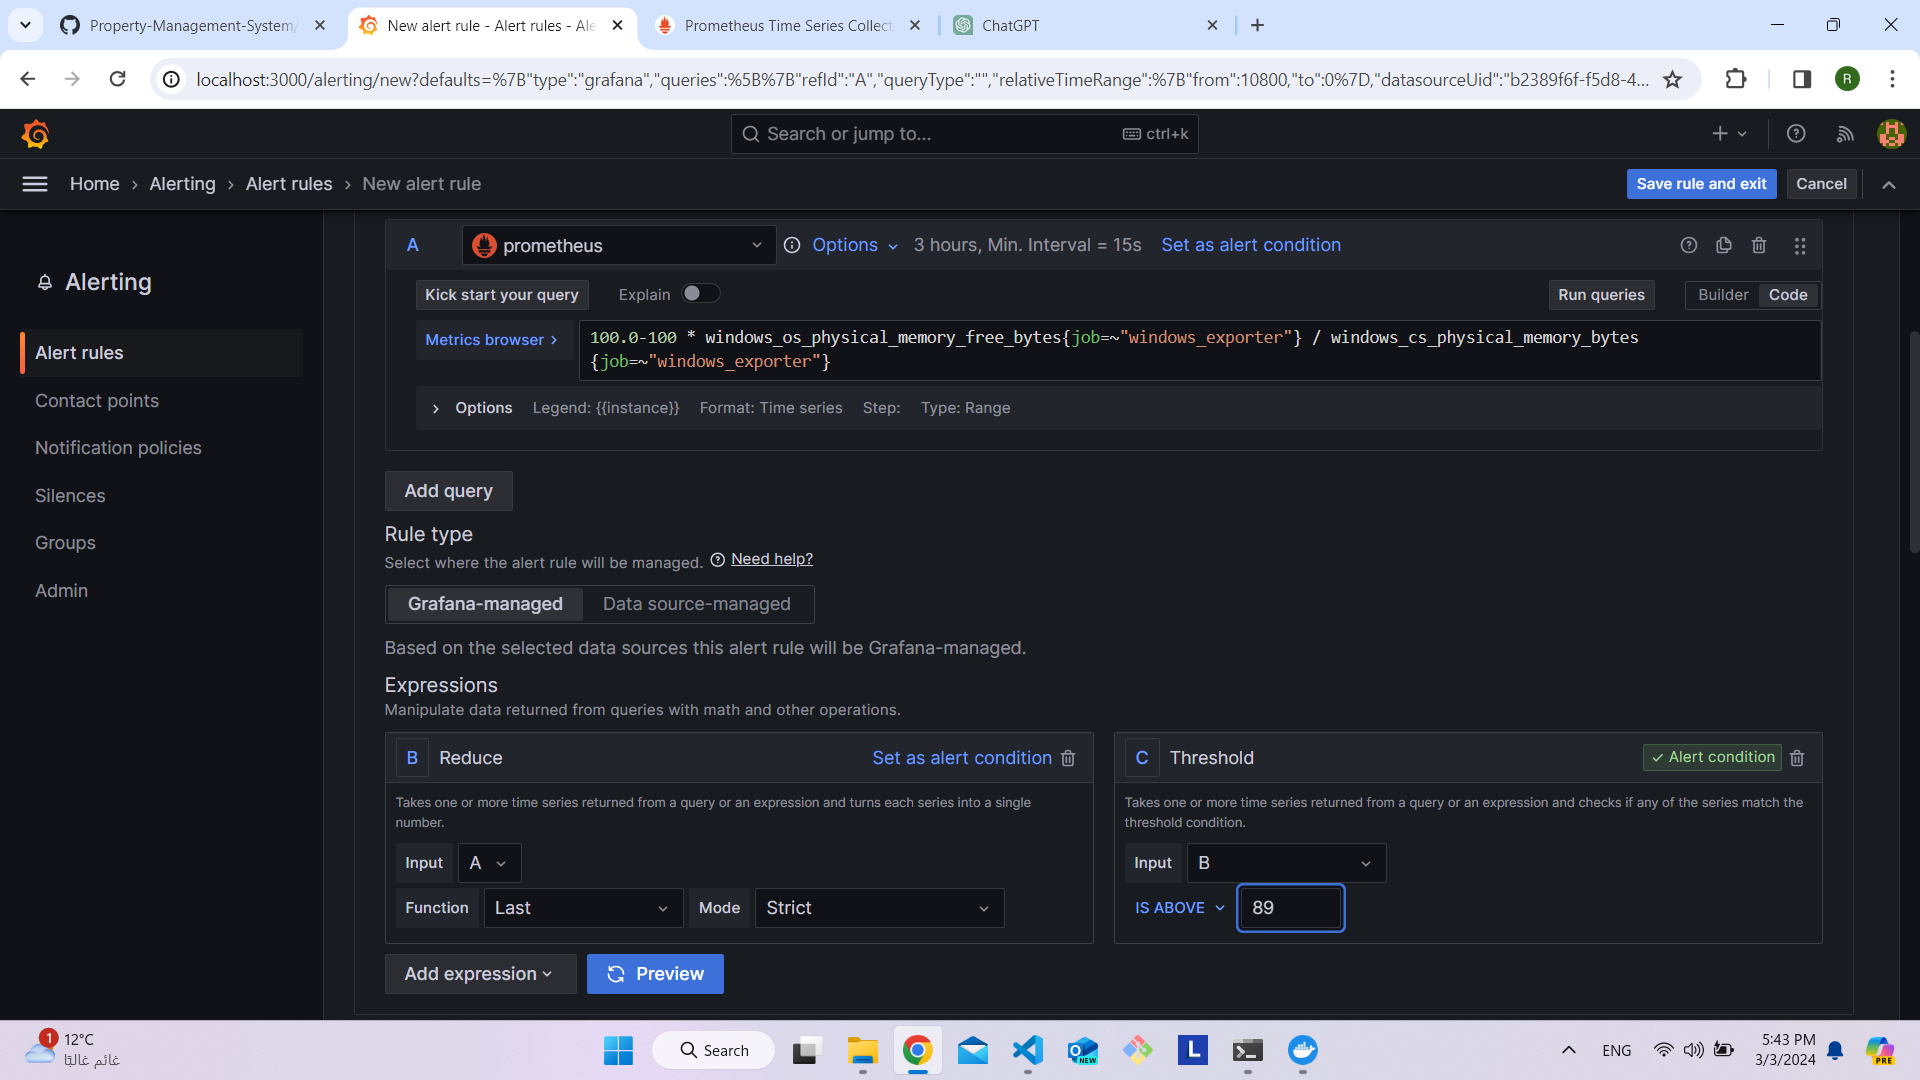 Property-Management-System/
New alert rule - Alert rules - Ale
Prometheus Time Series Collect
ChatGPT
localhost:3000/alerting/new?defaults=%7B"type":"grafana","queries":%5B%7B"refId":"A","queryType":"","relativeTimeRange":%7B"from":10800,"to":0%7D,"datasourceUid":"b2389f6f-f5d8-4...
R
Search or jump to...
ctrl+k
Home › Alerting › Alert rules › New alert rule
Save rule and exit
Cancel
Alerting
Alert rules
Contact points
Notification policies
Silences
Groups
Admin
A
prometheus
Options
3 hours, Min. Interval = 15s
Set as alert condition
Kick start your query
Explain
Run queries
Builder
Code
Metrics browser ›
100.0-100 * windows_os_physical_memory_free_bytes{job=~"windows_exporter"} / windows_cs_physical_memory_bytes
{job=~"windows_exporter"}
Options
Legend: {{instance}}
Format: Time series
Step:
Type: Range
Add query
Rule type
Select where the alert rule will be managed.
Need help?
Grafana-managed
Data source-managed
Based on the selected data sources this alert rule will be Grafana-managed.
Expressions
Manipulate data returned from queries with math and other operations.
B
Reduce
Set as alert condition
Takes one or more time series returned from a query or an expression and turns each series into a single
number.
Input
A
Function
Last
Mode
Strict
C
Threshold
Alert condition
Takes one or more time series returned from a query or an expression and checks if any of the series match the
threshold condition.
Input
B
IS ABOVE
89
Add expression
Preview
1
12°C
غائم غالبًا
Search
NEW
L
ENG
5:43 PM
3/3/2024
PRE